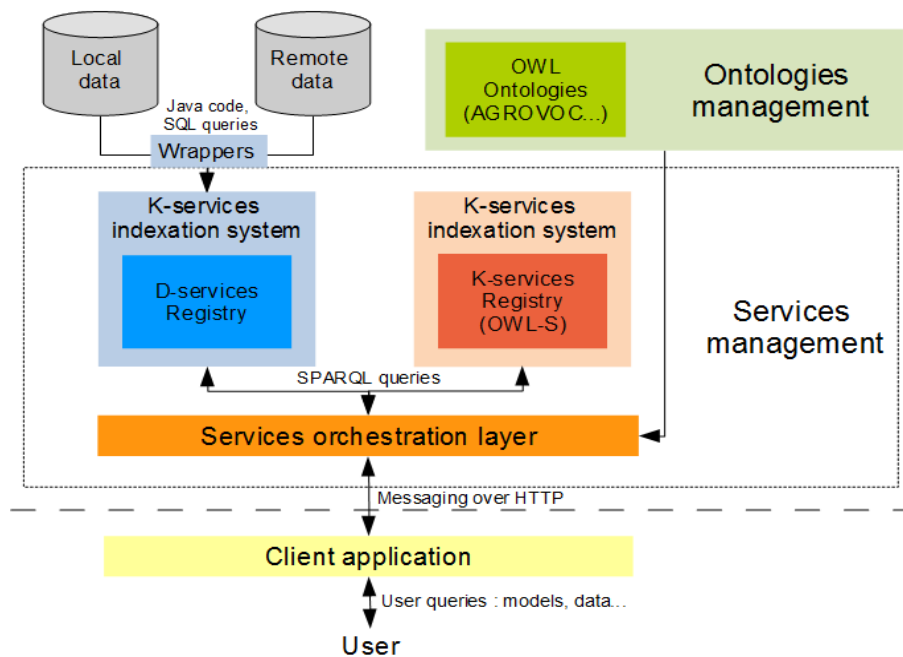 Local
data
Remote
data
Java code,
SQL queries
Wrappers
OWL
Ontologies
(AGROVOC...)
Ontologies
management
K-services
indexation system
D-services
Registry
K-services
indexation system
K-services
Registry
(OWL-S)
Services
management
SPARQL queries
Services orchestration layer
Messaging over HTTP
Client application
User queries : models, data...
User